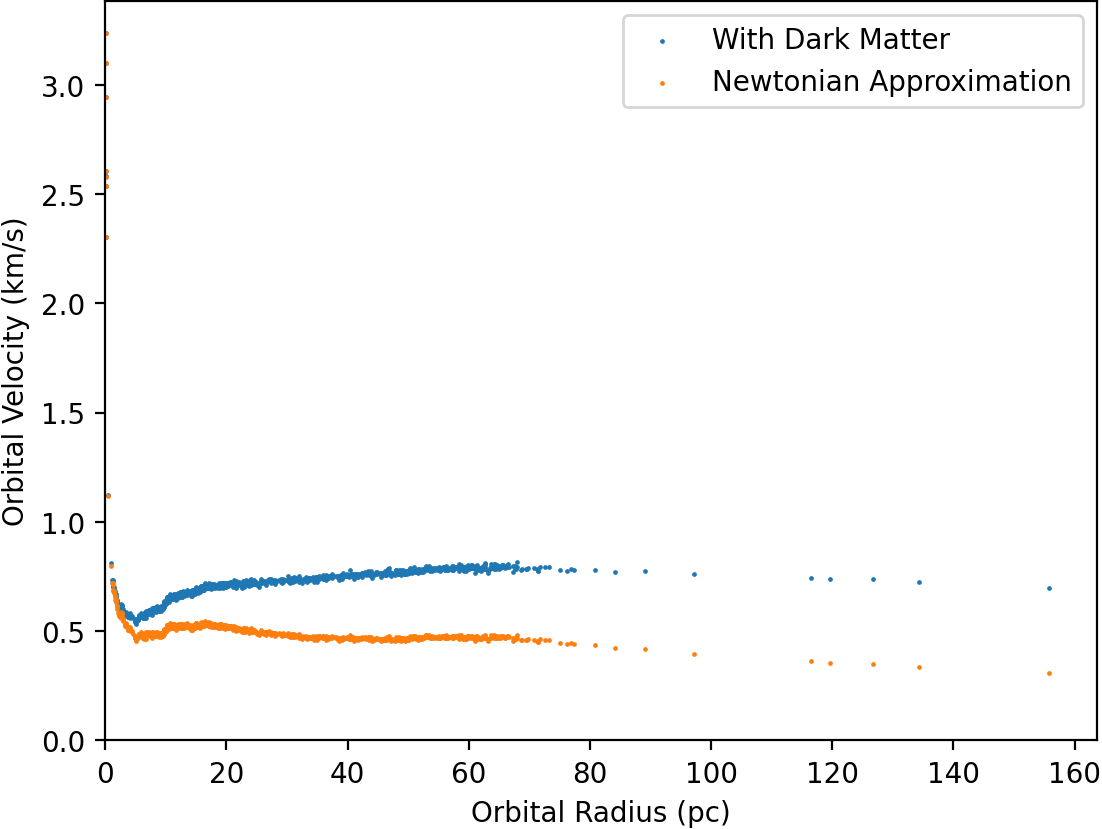 With Dark Matter
Newtonian Approximation
3.0
2.5
2.0
1.5
1.0
0.5
0.0
Orbital Velocity (km/s)
0 20 40 60 80 100 120 140 160
Orbital Radius (pc)